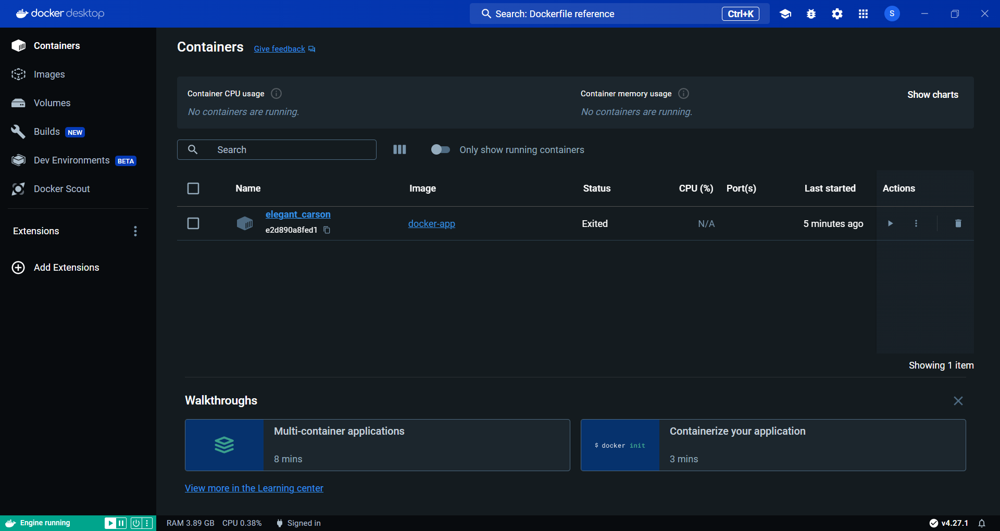 docker desktop
Search: Dockerfile reference
Ctrl+K
S
Containers
Images
Volumes
Builds NEW
Dev Environments BETA
Docker Scout
Extensions
Add Extensions
Containers Give feedback
Container CPU usage
No containers are running.
Container memory usage
No containers are running.
Show charts
Search
Only show running containers
Name Image Status CPU (%) Port(s) Last started Actions
elegant_carson
e2d890a8fed1
docker-app
Exited
N/A
5 minutes ago
Showing 1 item
Walkthroughs
Multi-container applications
8 mins
$ docker init
Containerize your application
3 mins
View more in the Learning center
Engine running
RAM 3.89 GB CPU 0.38% Signed in
v4.27.1